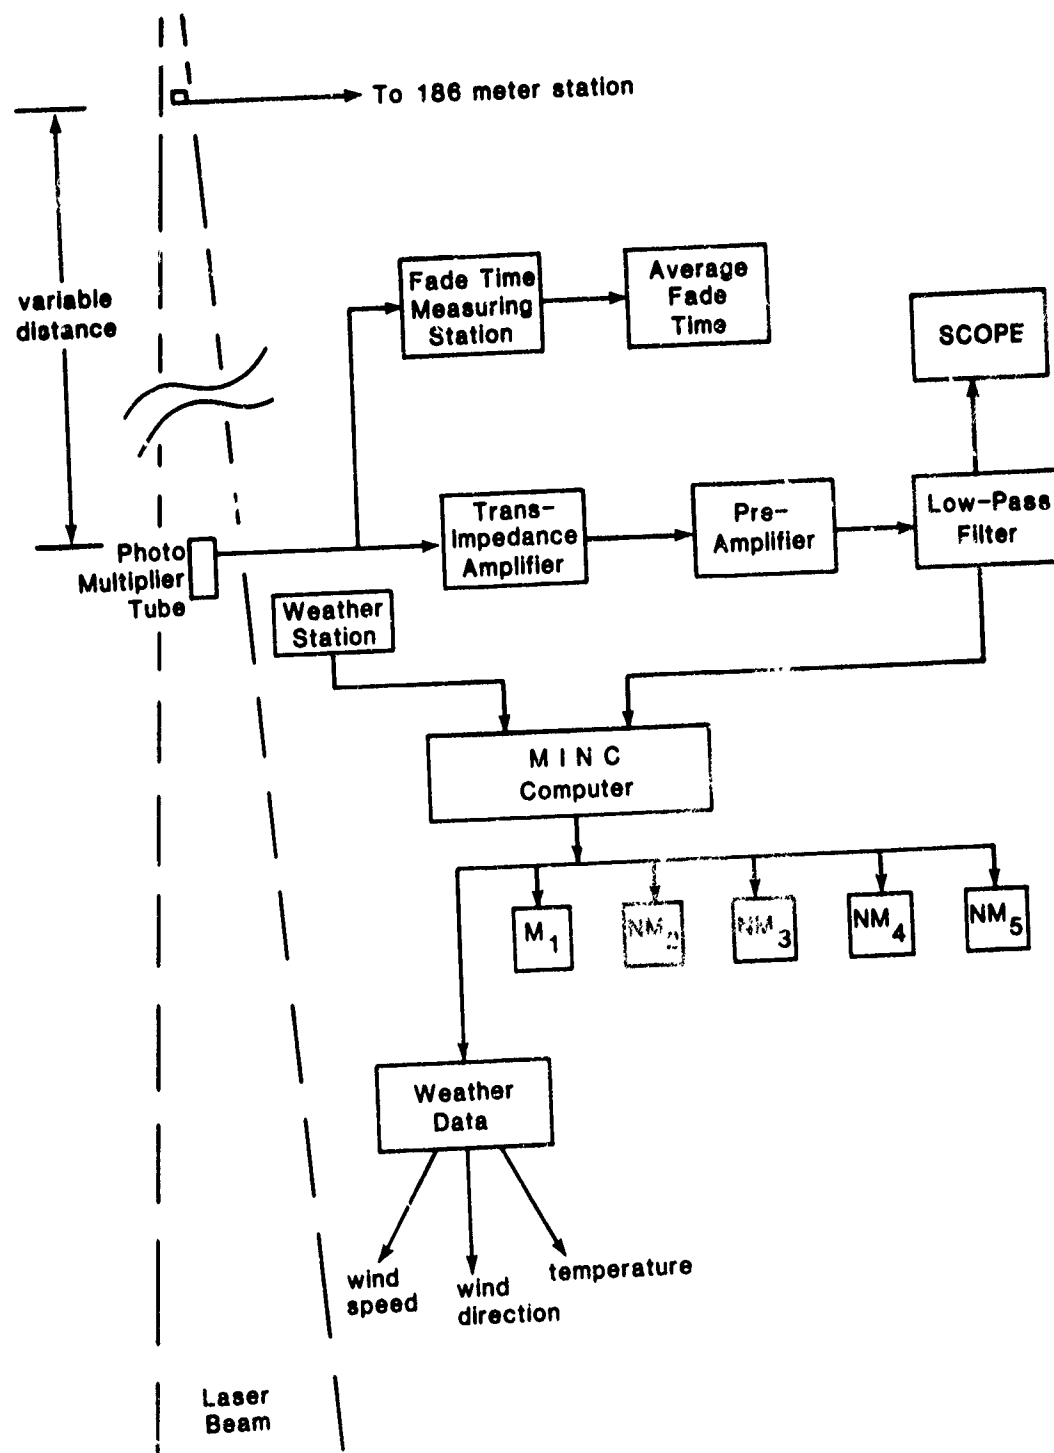 To 186 meter station
variable
distance
Fade Time
Measuring
Station
Average
Fade
Time
SCOPE
Photo
Multiplier
Tube
Trans-
Impedance
Amplifier
Pre-
Amplifier
Low-Pass
Filter
Weather
Station
M I N C
Computer
M1
NM2
NM3
NM4
NM5
Weather
Data
wind
speed
wind
direction
temperature
Laser
Beam